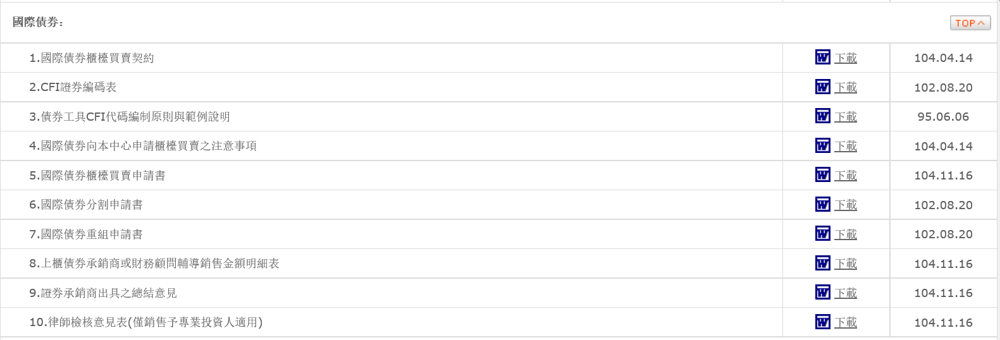 國際債券：
TOP
1.國際債券櫃檯買賣契約 下載 104.04.14
2.CFI證券編碼表 下載 102.08.20
3.債券工具CFI代碼編制原則與範例說明 下載 95.06.06
4.國際債券向本中心申請櫃檯買賣之注意事項 下載 104.04.14
5.國際債券櫃檯買賣申請書 下載 104.11.16
6.國際債券分割申請書 下載 102.08.20
7.國際債券重組申請書 下載 102.08.20
8.上櫃債券承銷商或財務顧問輔導銷售金額明細表 下載 104.11.16
9.證券承銷商出具之總結意見 下載 104.11.16
10.律師檢核意見表(僅銷售予專業投資人適用) 下載 104.11.16